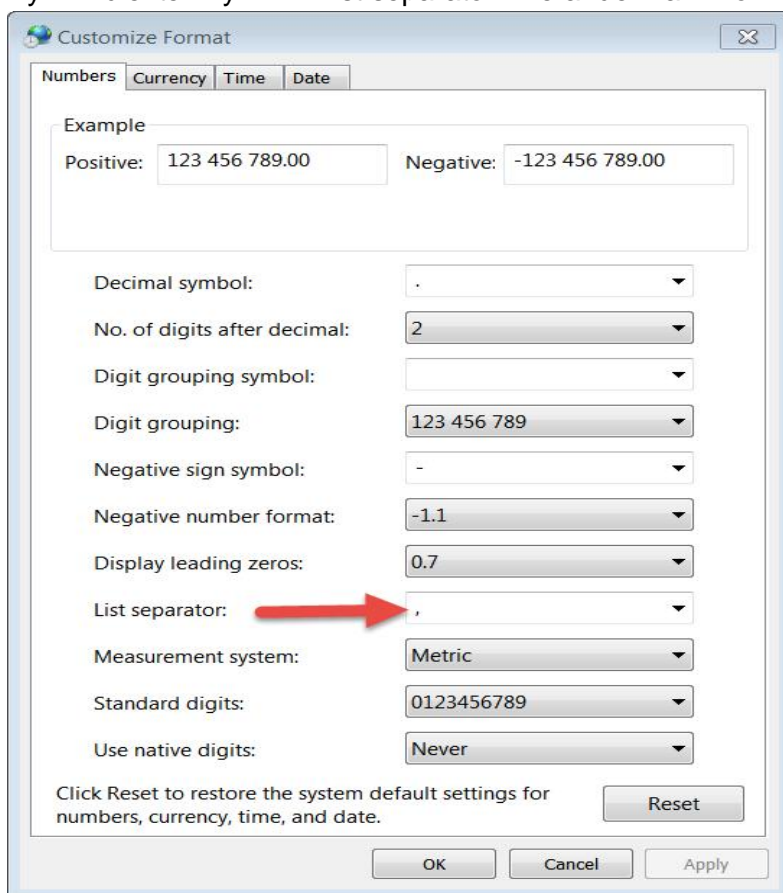 Customize Format
Numbers Currency Time Date
Example
Positive: 123 456 789.00 Negative: -123 456 789.00
Decimal symbol: .
No. of digits after decimal: 2
Digit grouping symbol:
Digit grouping: 123 456 789
Negative sign symbol: -
Negative number format: -1.1
Display leading zeros: 0.7
List separator: ,
Measurement system: Metric
Standard digits: 0123456789
Use native digits: Never
Click Reset to restore the system default settings for
numbers, currency, time, and date.
Reset
OK Cancel Apply